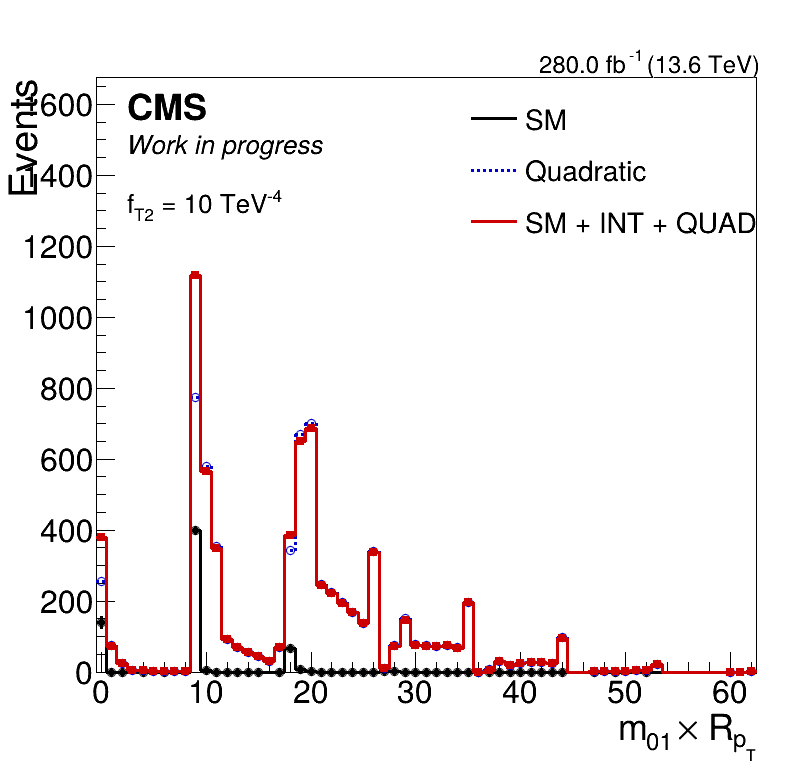 280.0 fb-1 (13.6 TeV)
Events
CMS
Work in progress
fT2 = 10 TeV-4
SM
Quadratic
SM + INT + QUAD
1600
1400
1200
1000
800
600
400
200
0
0 10 20 30 40 50 60
m01 × RpT